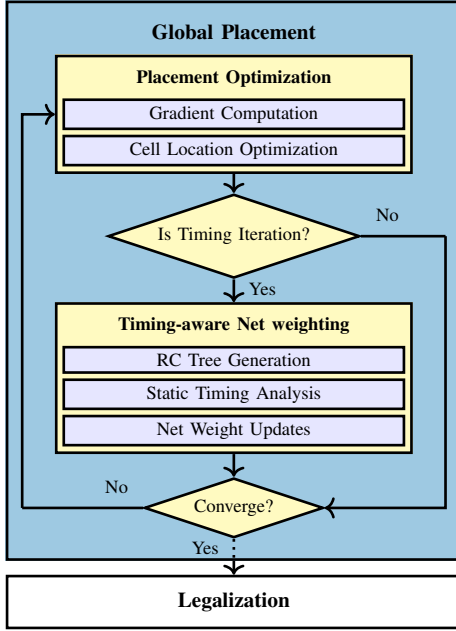 Global Placement
Placement Optimization
Gradient Computation
Cell Location Optimization
Is Timing Iteration?
No
Yes
Timing-aware Net weighting
RC Tree Generation
Static Timing Analysis
Net Weight Updates
No
Converge?
Yes
Legalization